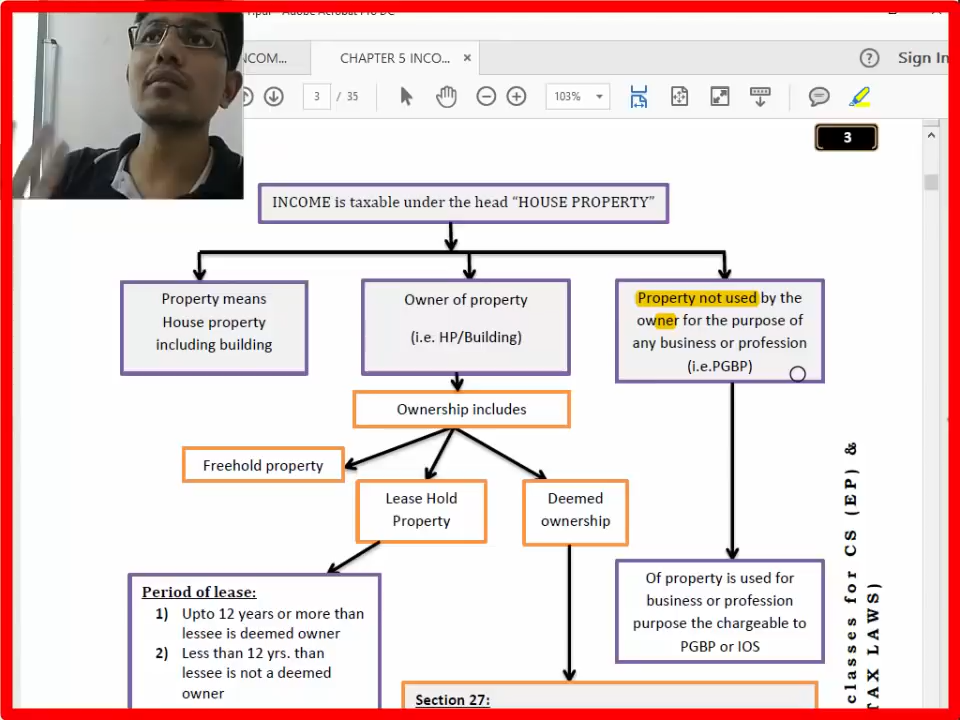 CHAPTER 5 INCO...
Sign In
3 / 35
103%
3
INCOME is taxable under the head “HOUSE PROPERTY”
Property means
House property
including building
Owner of property
(i.e. HP/Building)
Property not used by the
owner for the purpose of
any business or profession
(i.e.PGBP)
Ownership includes
Freehold property
Lease Hold
Property
Deemed
ownership
Period of lease:
1) Upto 12 years or more than
lessee is deemed owner
2) Less than 12 yrs. than
lessee is not a deemed
owner
Of property is used for
business or profession
purpose the chargeable to
PGBP or IOS
Section 27:
classes for CS (EP) &
TAX LAWS)